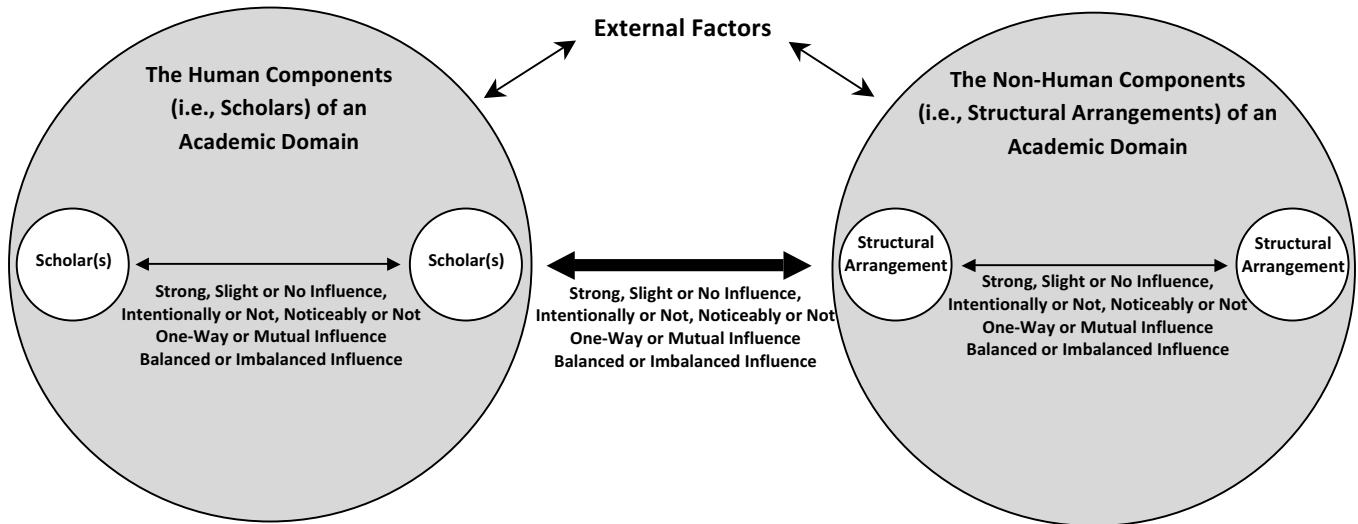 External Factors
The Human Components
(i.e., Scholars) of an
Academic Domain
Scholar(s)
Scholar(s)
Strong, Slight or No Influence,
Intentionally or Not, Noticeably or Not
One-Way or Mutual Influence
Balanced or Imbalanced Influence
Strong, Slight or No Influence,
Intentionally or Not, Noticeably or Not
One-Way or Mutual Influence
Balanced or Imbalanced Influence
The Non-Human Components
(i.e., Structural Arrangements) of an
Academic Domain
Structural
Arrangement
Structural
Arrangement
Strong, Slight or No Influence,
Intentionally or Not, Noticeably or Not
One-Way or Mutual Influence
Balanced or Imbalanced Influence